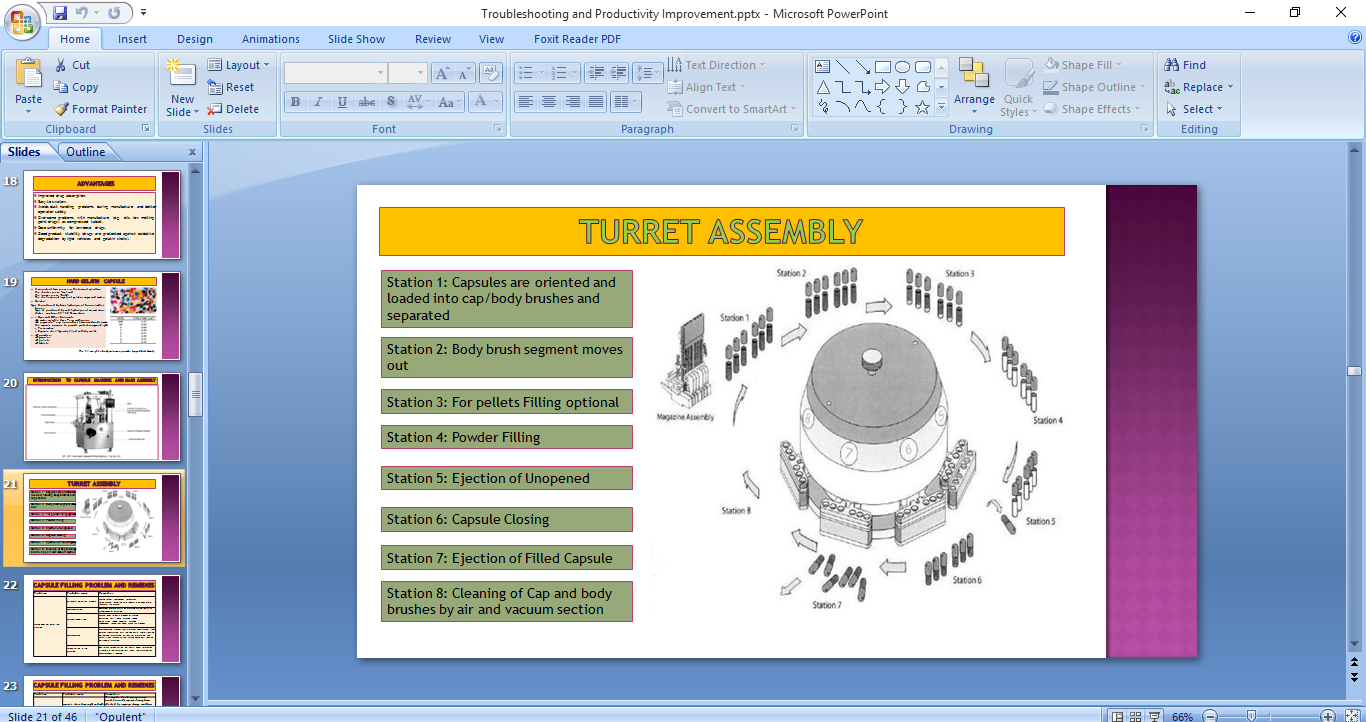 Troubleshooting and Productivity Improvement.pptx - Microsoft PowerPoint
Home Insert Design Animations Slide Show Review View Foxit Reader PDF
Paste
Cut
Copy
Format Painter
Clipboard
New Slide
Layout
Reset
Delete
Slides
B I U abc S AV Aa A
Font
Paragraph
Text Direction
Align Text
Convert to SmartArt
Arrange
Quick Styles
Shape Fill
Shape Outline
Shape Effects
Drawing
Find
Replace
Select
Editing
Slides Outline x
18
ADVANTAGES
19
HARD GELATIN CAPSULE
20
INTRODUCTION TO CAPSULE MACHINE AND MAIN ASSEMBLY
21
TURRET ASSEMBLY
22
CAPSULE FILLING PROBLEM AND REMEDIES
23
CAPSULE FILLING PROBLEM AND REMEDIES
TURRET ASSEMBLY
Station 1: Capsules are oriented and
loaded into cap/body brushes and
separated
Station 2: Body brush segment moves
out
Station 3: For pellets Filling optional
Station 4: Powder Filling
Station 5: Ejection of Unopened
Station 6: Capsule Closing
Station 7: Ejection of Filled Capsule
Station 8: Cleaning of Cap and body
brushes by air and vacuum section
Station 2
Station 3
Station 1
Magazine Assembly
Station 4
8 7 6 5
Station 8
Station 5
Station 6
Station 7
Slide 21 of 46 "Opulent" 66%